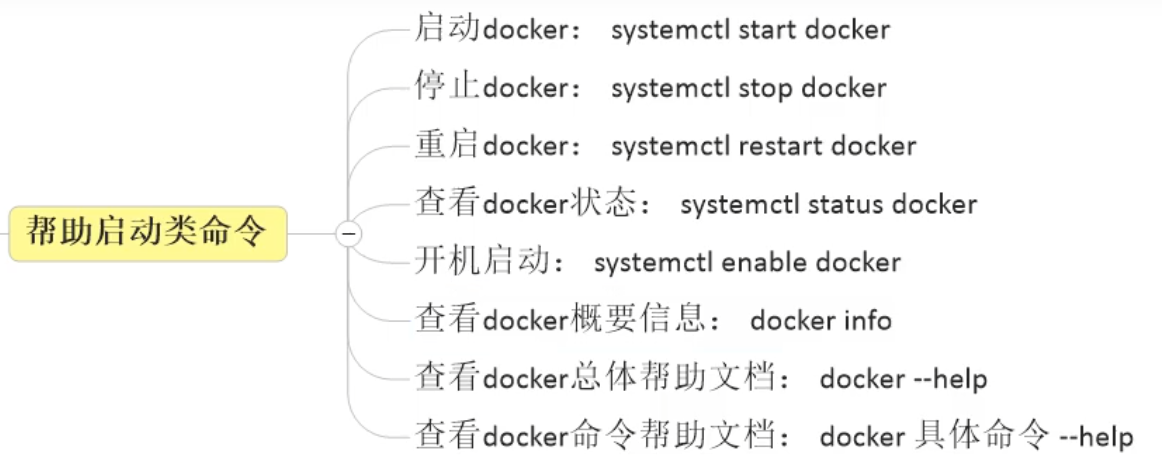 启动docker： systemctl start docker
停止docker： systemctl stop docker
重启docker： systemctl restart docker
查看docker状态： systemctl status docker
帮助启动类命令
开机启动： systemctl enable docker
查看docker概要信息： docker info
查看docker总体帮助文档： docker --help
查看docker命令帮助文档： docker 具体命令 --help